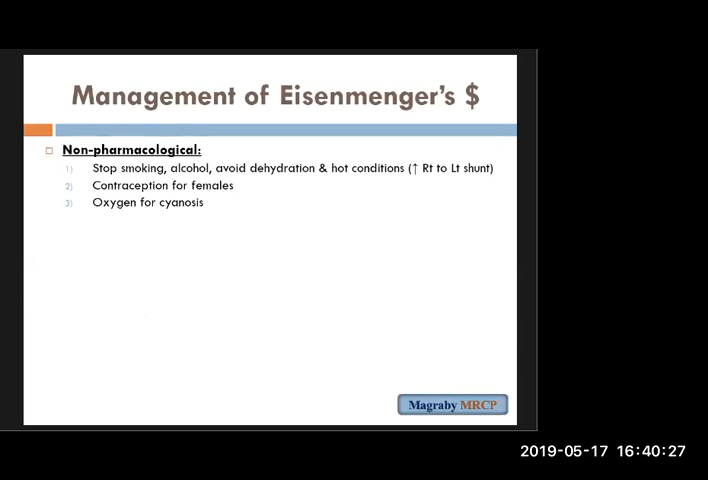 Management of Eisenmenger's $
Non-pharmacological:
1) Stop smoking, alcohol, avoid dehydration & hot conditions (↑ Rt to Lt shunt)
2) Contraception for females
3) Oxygen for cyanosis
Magraby MRCP
2019-05-17 16:40:27